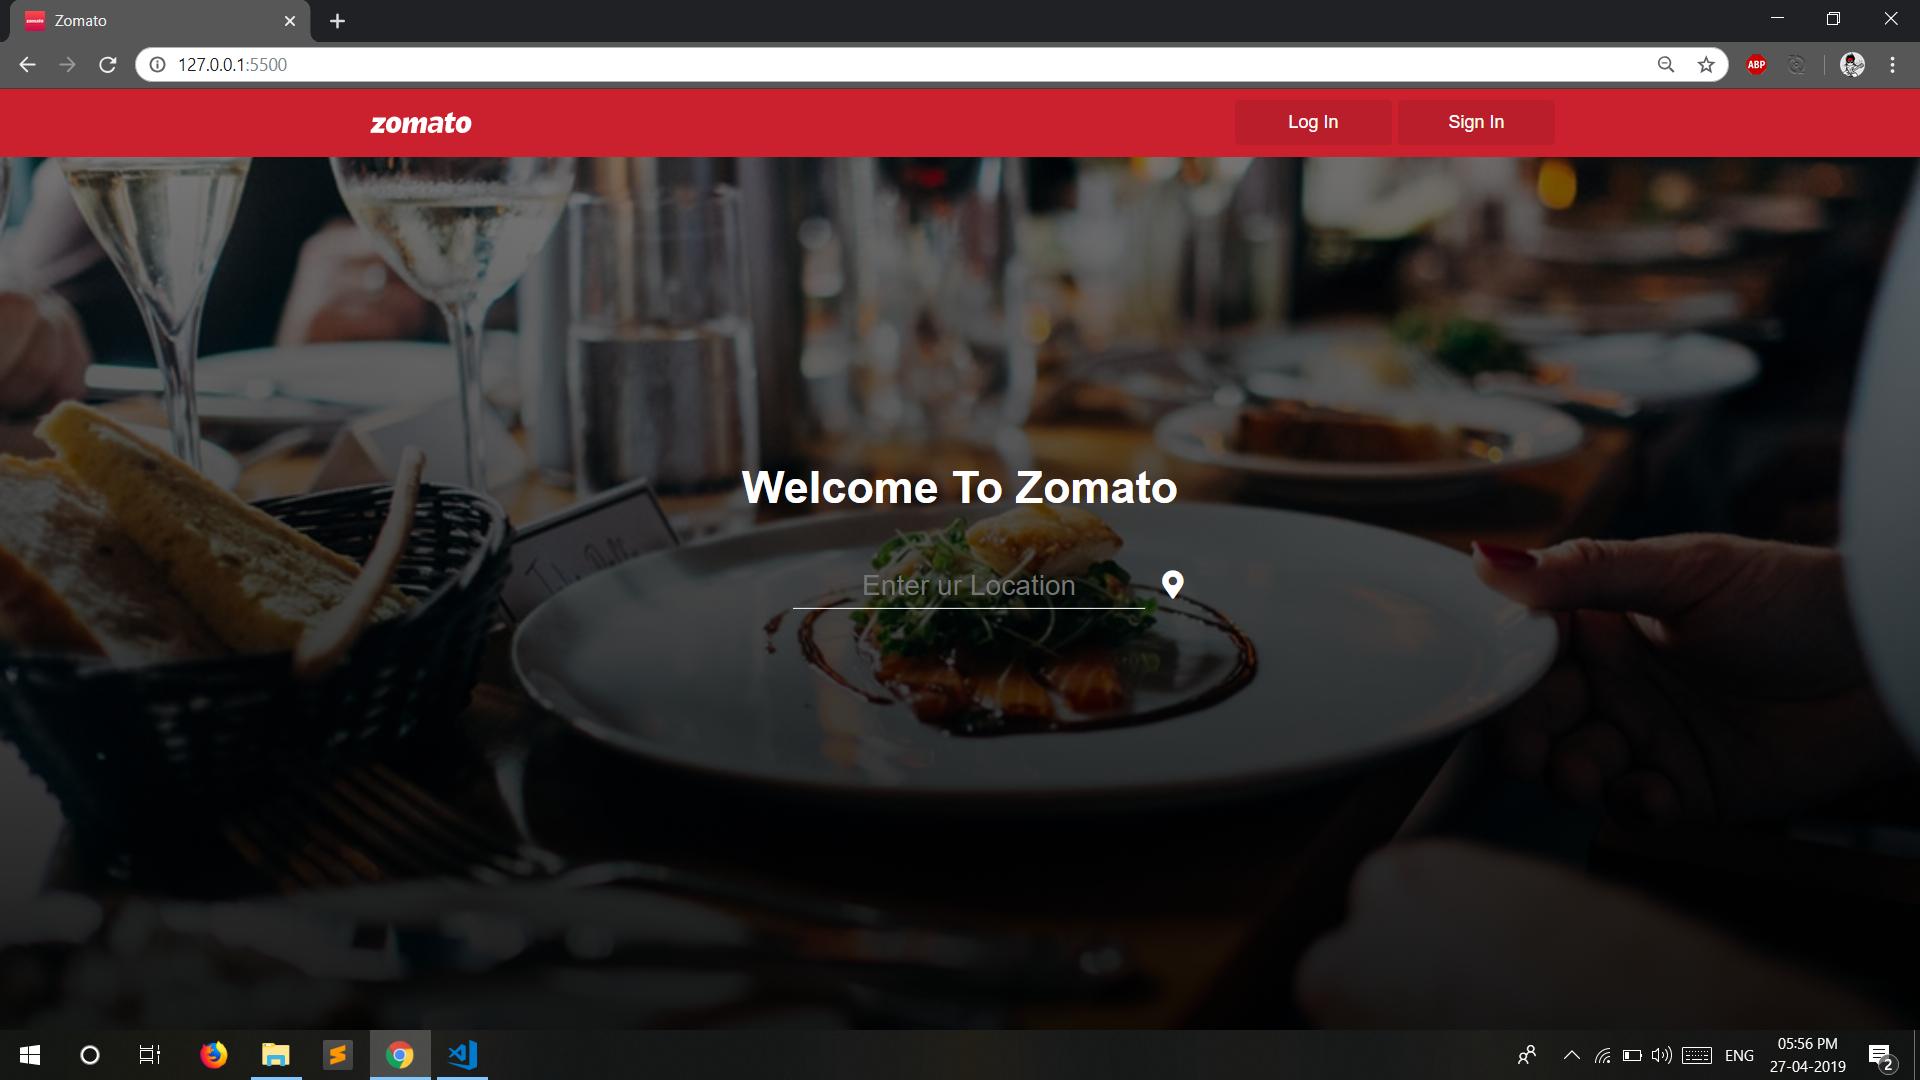 Zomato
127.0.0.1:5500
ABP
zomato
Log In
Sign In
Welcome To Zomato
Enter ur Location
ENG
05:56 PM
27-04-2019
2